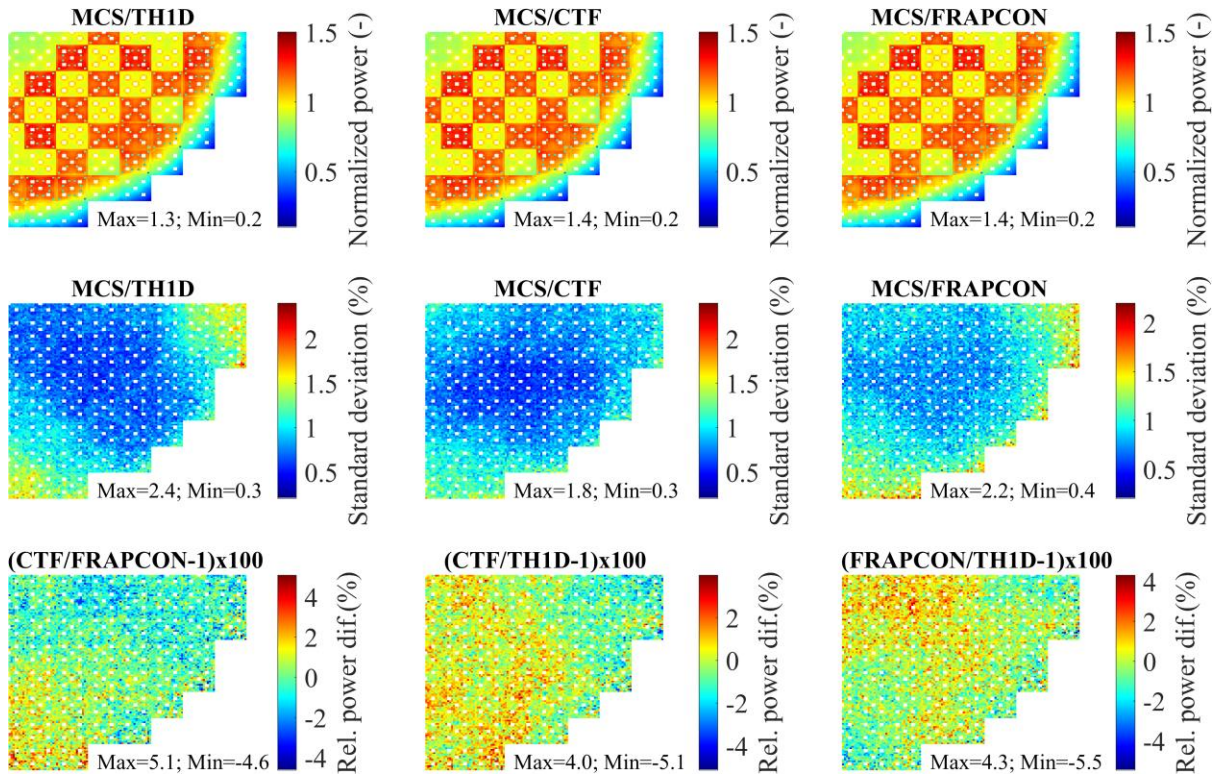 MCS/TH1D
1.5
1
0.5
Normalized power (-)
Max=1.3; Min=0.2
MCS/CTF
1.5
1
0.5
Normalized power (-)
Max=1.4; Min=0.2
MCS/FRAPCON
1.5
1
0.5
Normalized power (-)
Max=1.4; Min=0.2
MCS/TH1D
2
1.5
1
0.5
Standard deviation (%)
Max=2.4; Min=0.3
MCS/CTF
2
1.5
1
0.5
Standard deviation (%)
Max=1.8; Min=0.3
MCS/FRAPCON
2
1.5
1
0.5
Standard deviation (%)
Max=2.2; Min=0.4
(CTF/FRAPCON-1)x100
4
2
0
-2
-4
Rel. power dif.(%)
Max=5.1; Min=-4.6
(CTF/TH1D-1)x100
2
0
-2
-4
Rel. power dif.(%)
Max=4.0; Min=-5.1
(FRAPCON/TH1D-1)x100
4
2
0
-2
-4
Rel. power dif.(%)
Max=4.3; Min=-5.5